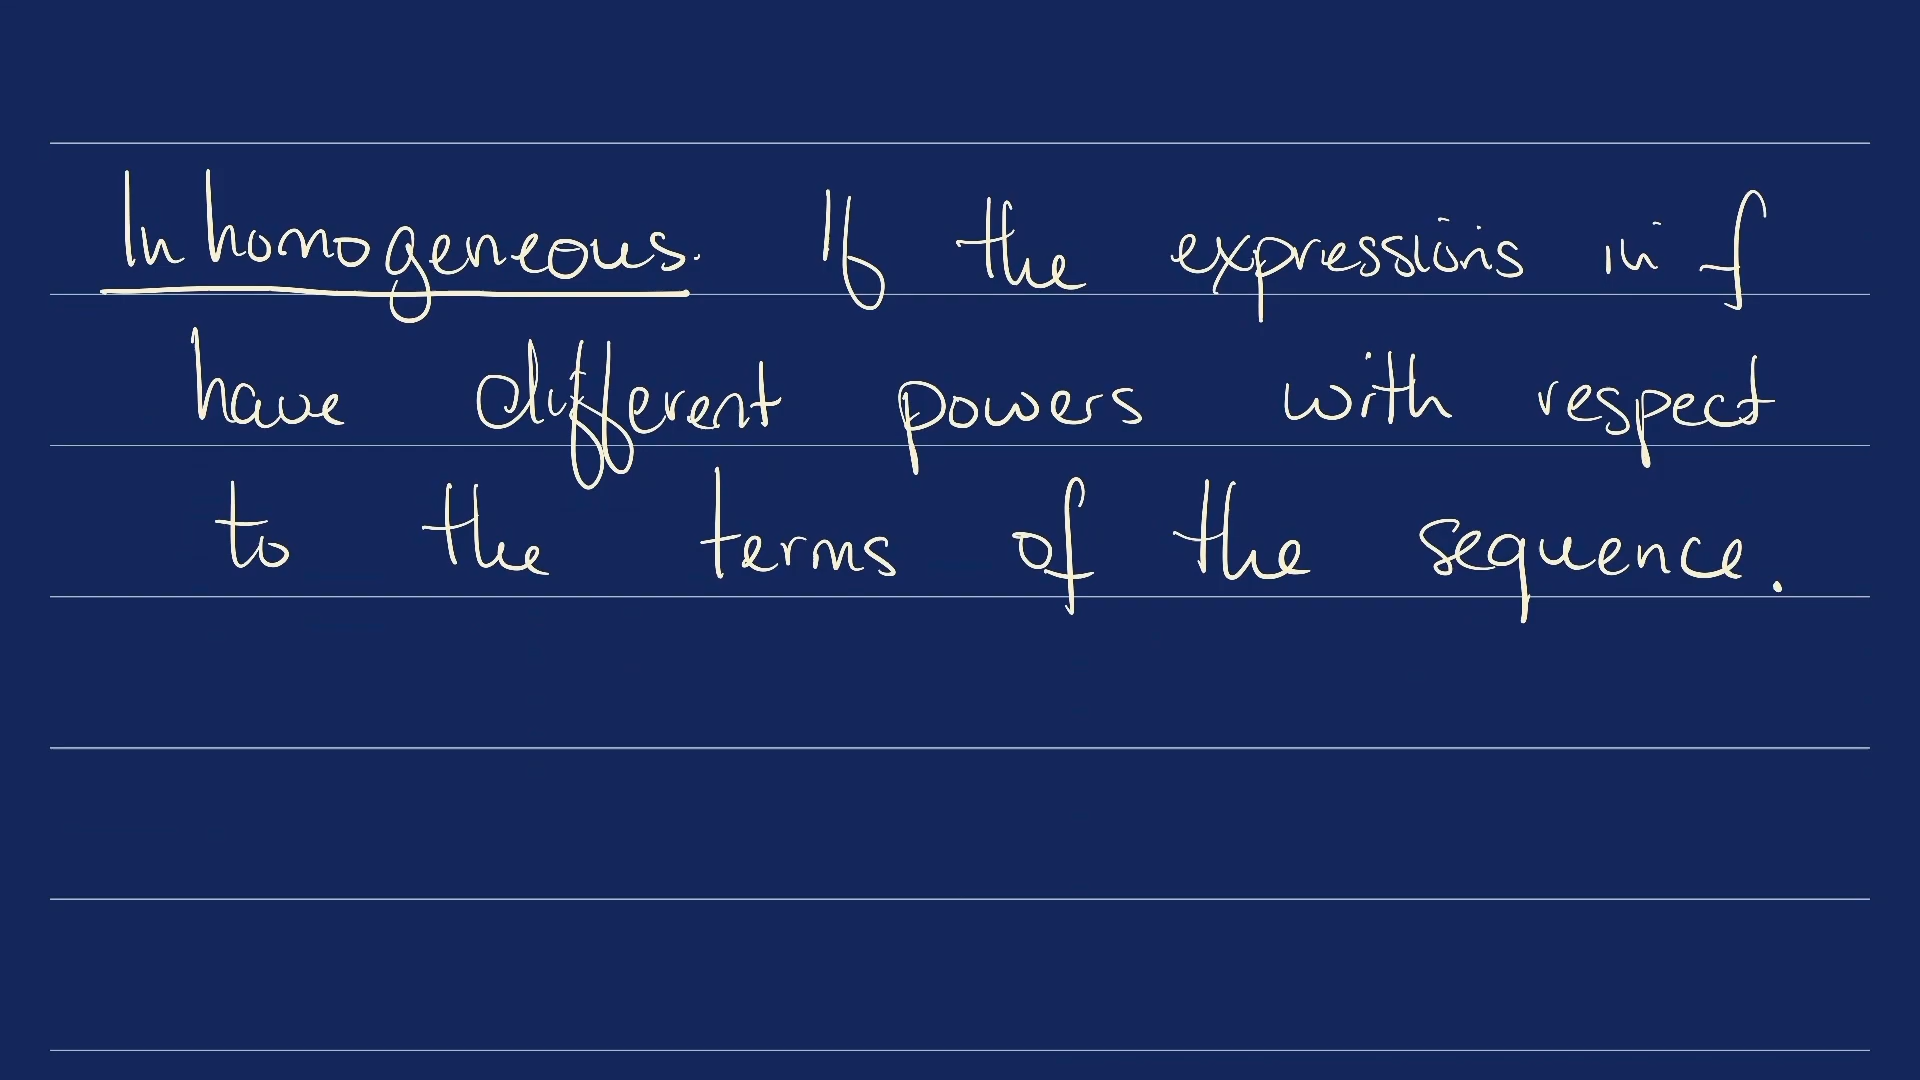 Inhomogeneous. If the expressions in f
have different powers with respect
to the terms of the sequence.